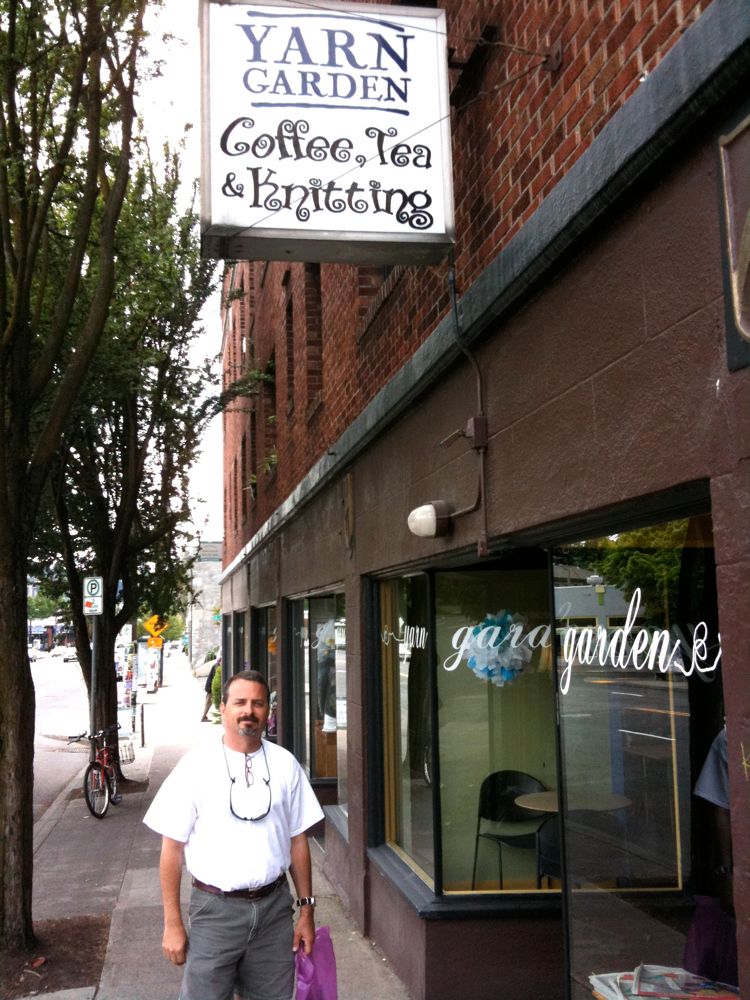 YARN
GARDEN
Coffee, Tea
& Knitting
P
yarn
garden